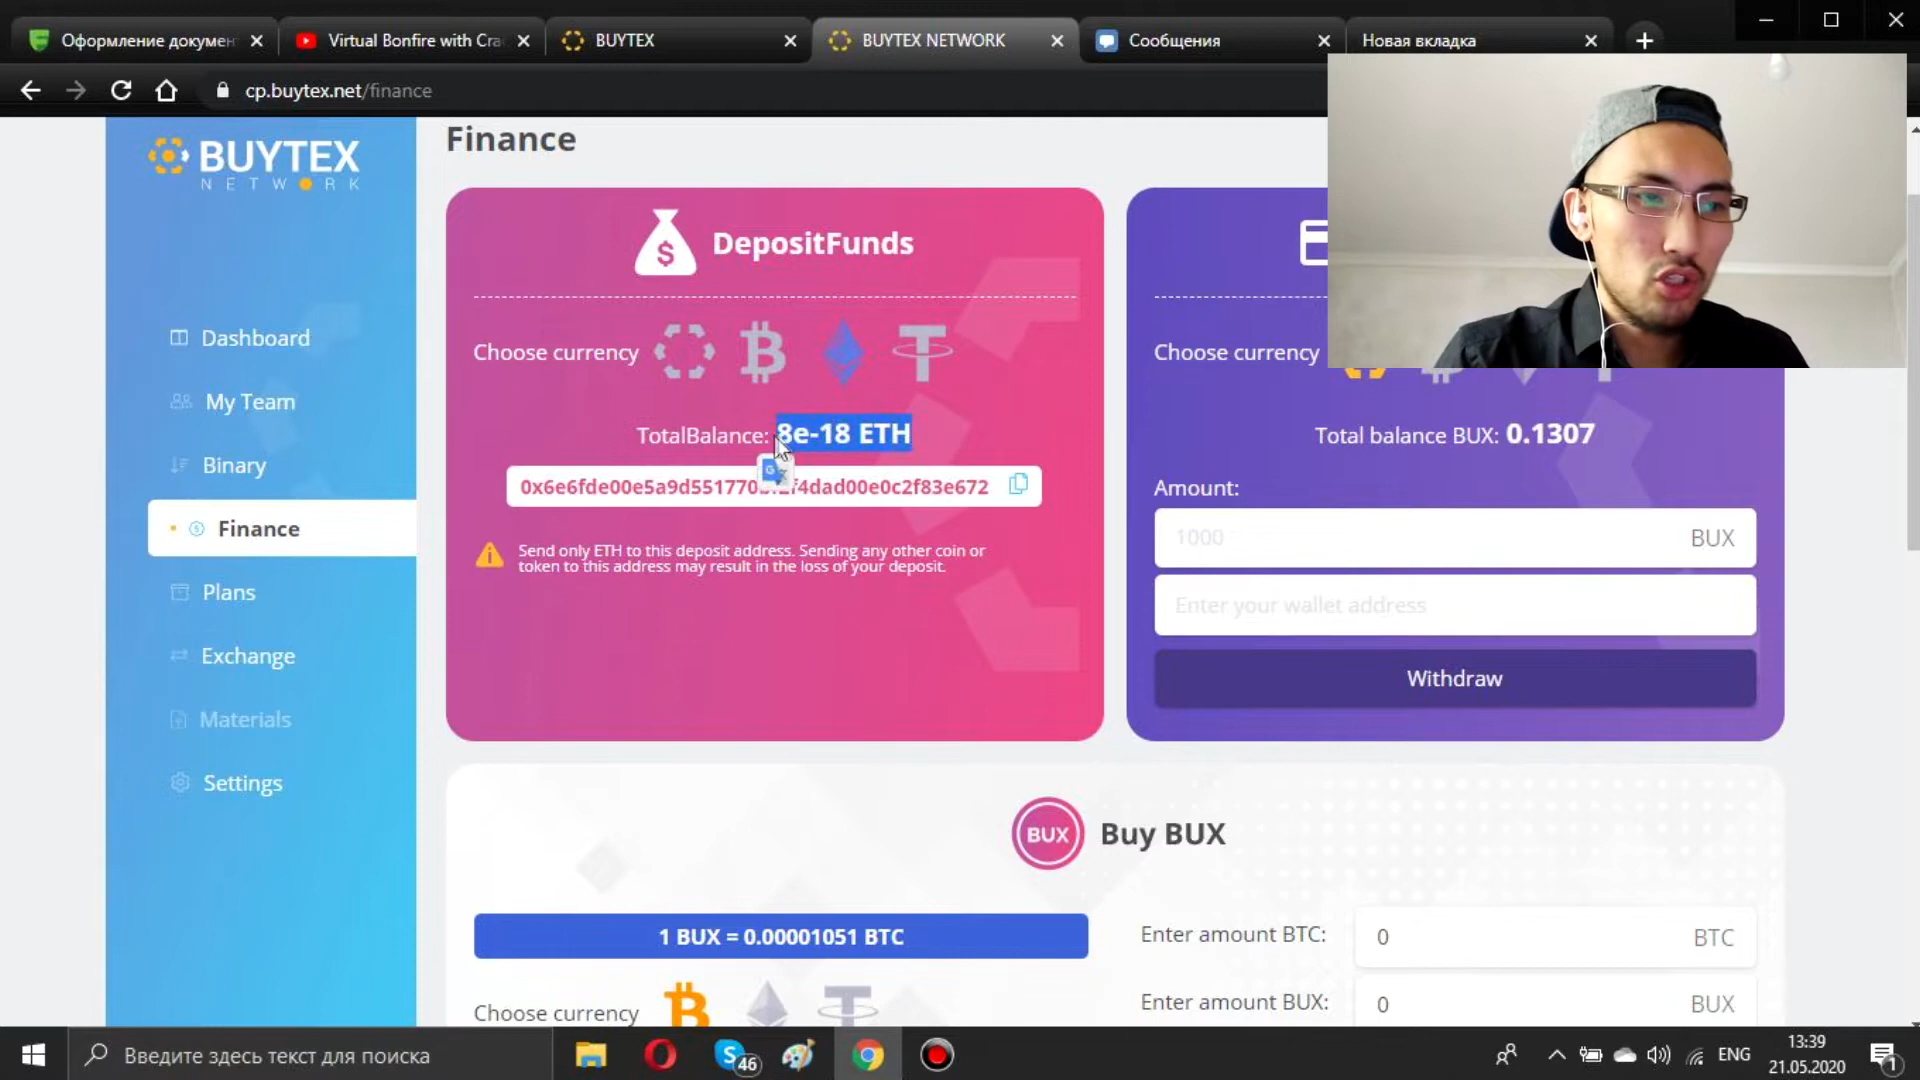 Оформление докумен
Virtual Bonfire with Cra
BUYTEX
BUYTEX NETWORK
Сообщения
Новая вкладка
cp.buytex.net/finance
BUYTEX
NETWORK
Dashboard
My Team
Binary
Finance
Plans
Exchange
Materials
Settings
Finance
$ DepositFunds
Choose currency
TotalBalance: 8e-18 ETH
Send only ETH to this deposit address. Sending any other coin or
token to this address may result in the loss of your deposit.
Choose currency
Total balance BUX: 0.1307
Amount:
1000 BUX
Enter your wallet address
Withdraw
BUX Buy BUX
1 BUX = 0.00001051 BTC
Choose currency
Enter amount BTC: 0 BTC
Enter amount BUX: 0 BUX
Введите здесь текст для поиска
46
ENG
13:39
21.05.2020
1